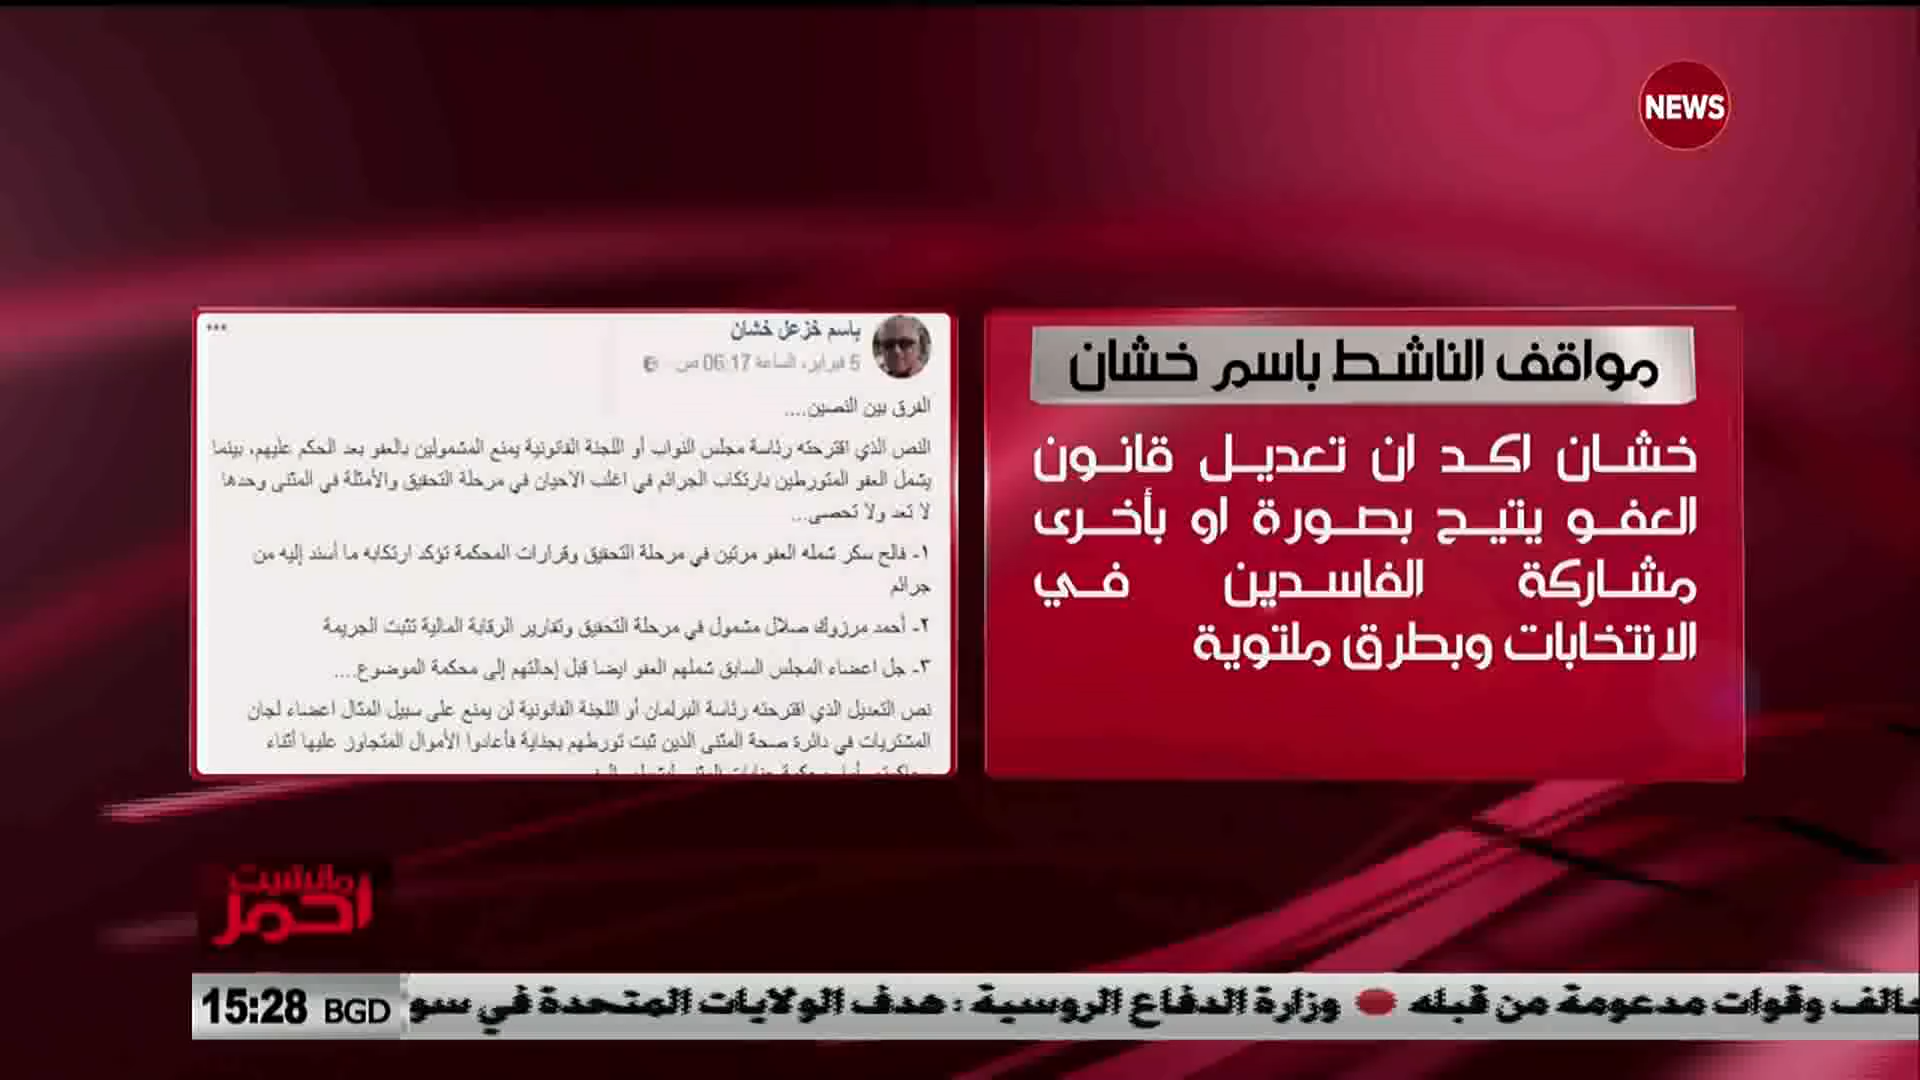 NEWS
مواقف الناشط باسم خشان
خشان اكد ان تعديل قانون
العفو يتيح بصورة او بأخرى
مشاركة الفاسدين في
الانتخابات وبطرق ملتوية
باسم خزعل خشان
5 فبراير، الساعة 06:17 ص
الفرق بين النصين....
النص الذي اقترحته رئاسة مجلس النواب أو اللجنة القانونية يمنع المشمولين بالعفو بعد الحكم عليهم، بينما
يشمل العفو المتورطين بارتكاب الجرائم في اغلب الاحيان في مرحلة التحقيق والأمثلة في المثنى وحدها
لا تعد ولا تحصى...
١- فالح سكر شمله العفو مرتين في مرحلة التحقيق وقرارات المحكمة تؤكد ارتكابه ما أسند إليه من
جرائم
٢- أحمد مرزوك صلال مشمول في مرحلة التحقيق وتقارير الرقابة المالية تثبت الجريمة
٣- جل اعضاء المجلس السابق شملهم العفو ايضا قبل إحالتهم إلى محكمة الموضوع....
نص التعديل الذي اقترحته رئاسة البرلمان أو اللجنة القانونية لن يمنع على سبيل المثال اعضاء لجان
المشتريات في دائرة صحة المثنى الذين ثبت تورطهم بجناية فأعادوا الأموال المتجاوز عليها أثناء
مانشيت
احمر
15:28 BGD
حالف وقوات مدعومة من قبله ● وزارة الدفاع الروسية : هدف الولايات المتحدة في سو